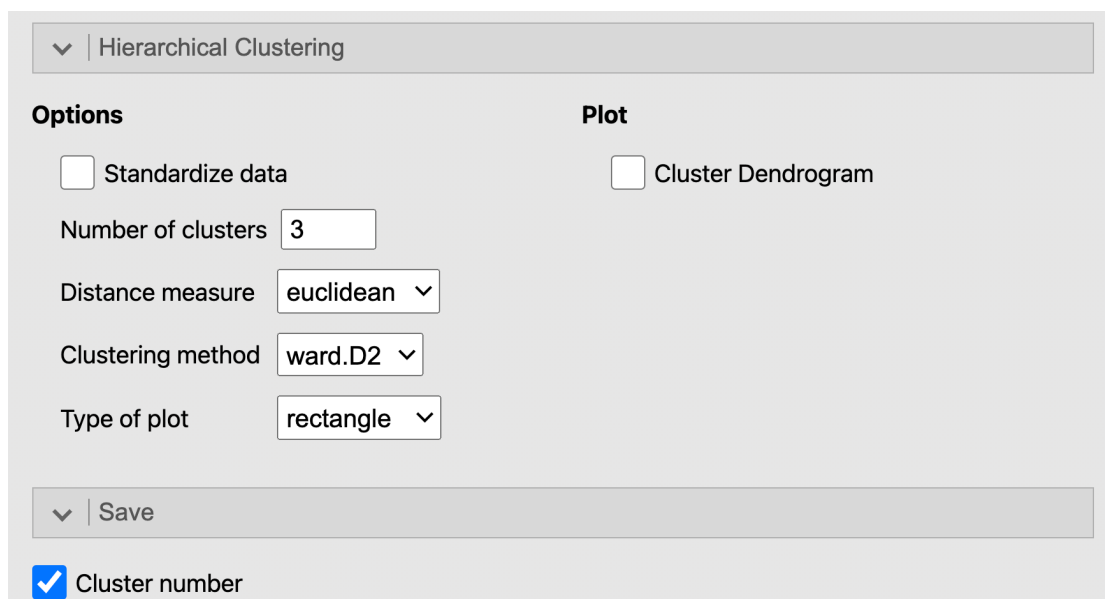 Hierarchical Clustering
Options
Plot
Standardize data
Cluster Dendrogram
Number of clusters 3
Distance measure euclidean
Clustering method ward.D2
Type of plot rectangle
Save
Cluster number